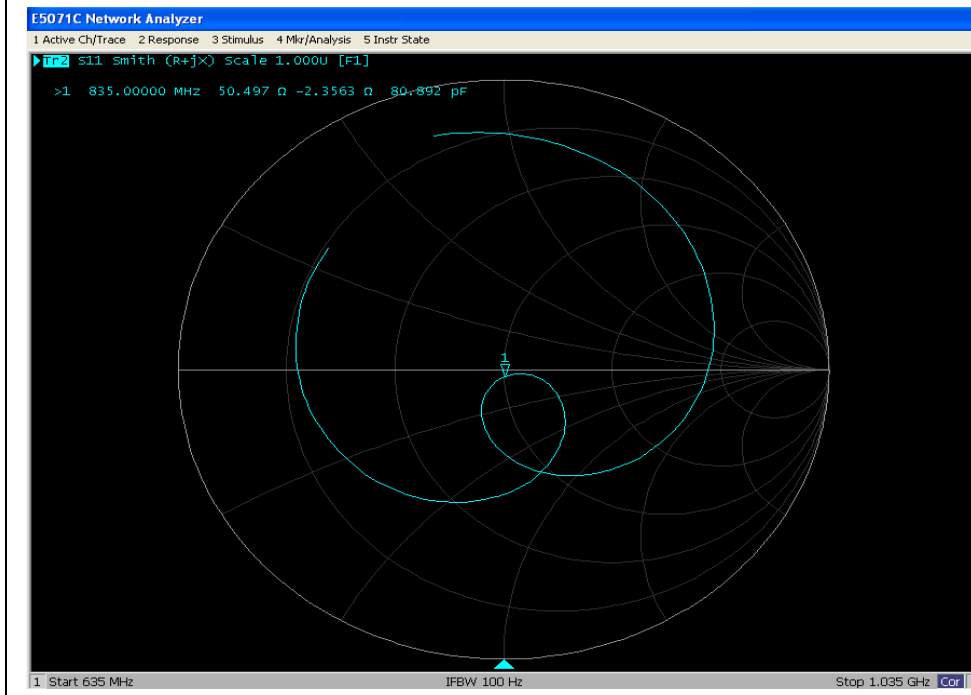 E5071C Network Analyzer
1 Active Ch/Trace 2 Response 3 Stimulus 4 Mkr/Analysis 5 Instr State
Tr2 S11 Smith (R+jX) Scale 1.000U [F1]
>1 835.00000 MHz 50.497 Ω -2.3563 Ω 80.892 pF
1
1 Start 635 MHz IFBW 100 Hz Stop 1.035 GHz Cor